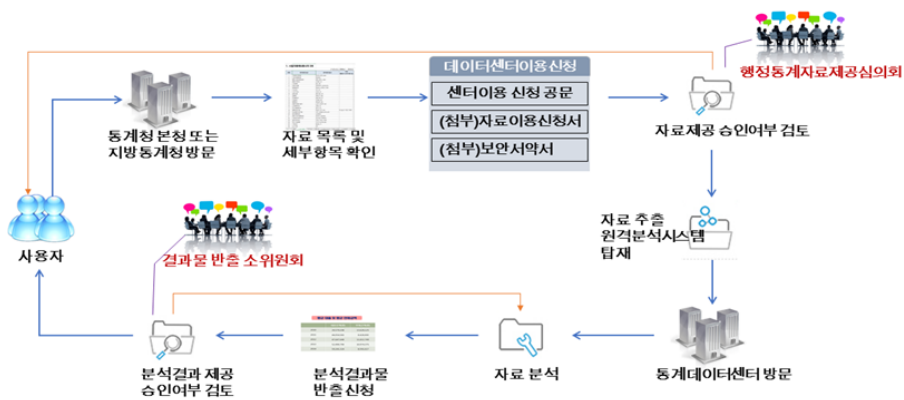 행정통계자료제공심의회
데이터센터이용신청
센터이용 신청 공문
(첨부)자료이용신청서
(첨부)보안서약서
통계청 본청 또는
지방통계청 방문
자료 목록 및
세부항목 확인
자료제공 승인여부 검토
사용자
결과물 반출 소위원회
자료 추출
원격분석시스템
탑재
분석결과 제공
승인여부 검토
분석결과물
반출신청
자료 분석
통계데이터센터 방문